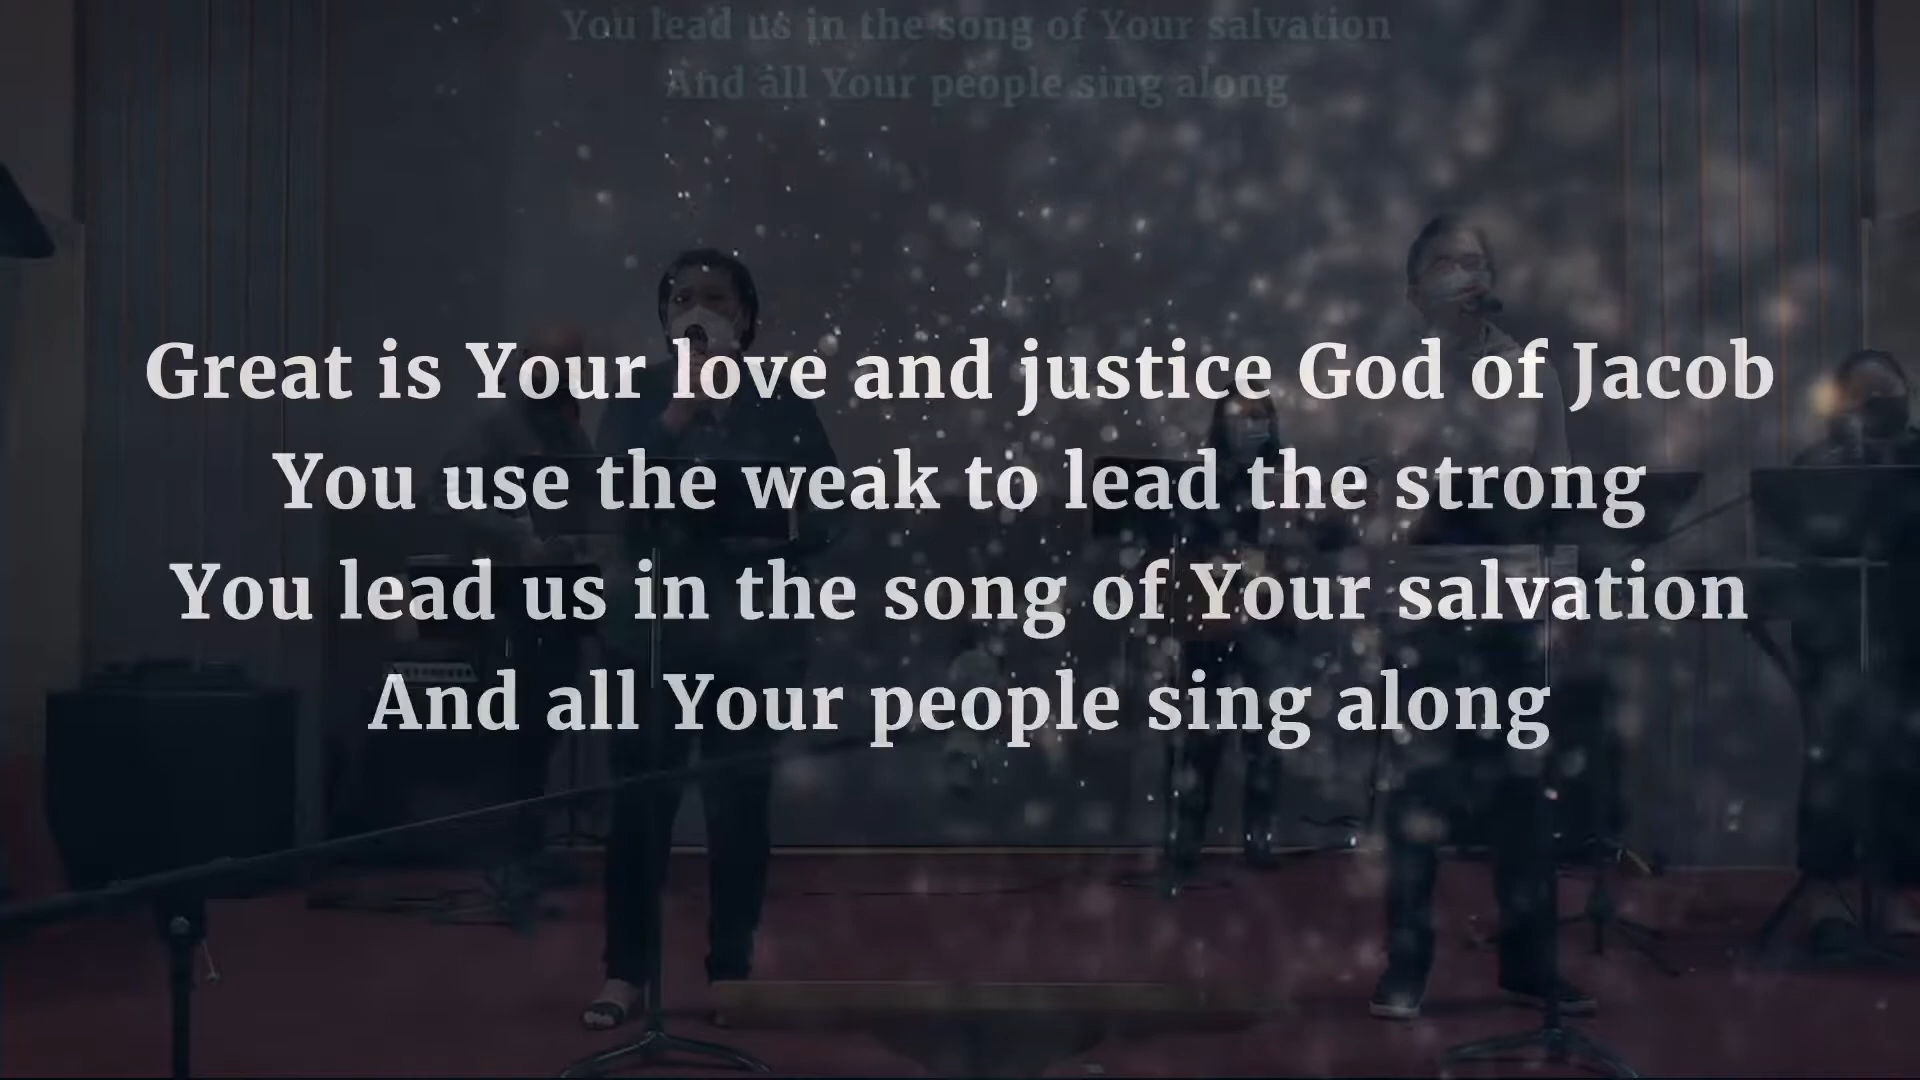 You lead us in the song of Your salvation
And all Your people sing along
Great is Your love and justice God of Jacob
You use the weak to lead the strong
You lead us in the song of Your salvation
And all Your people sing along